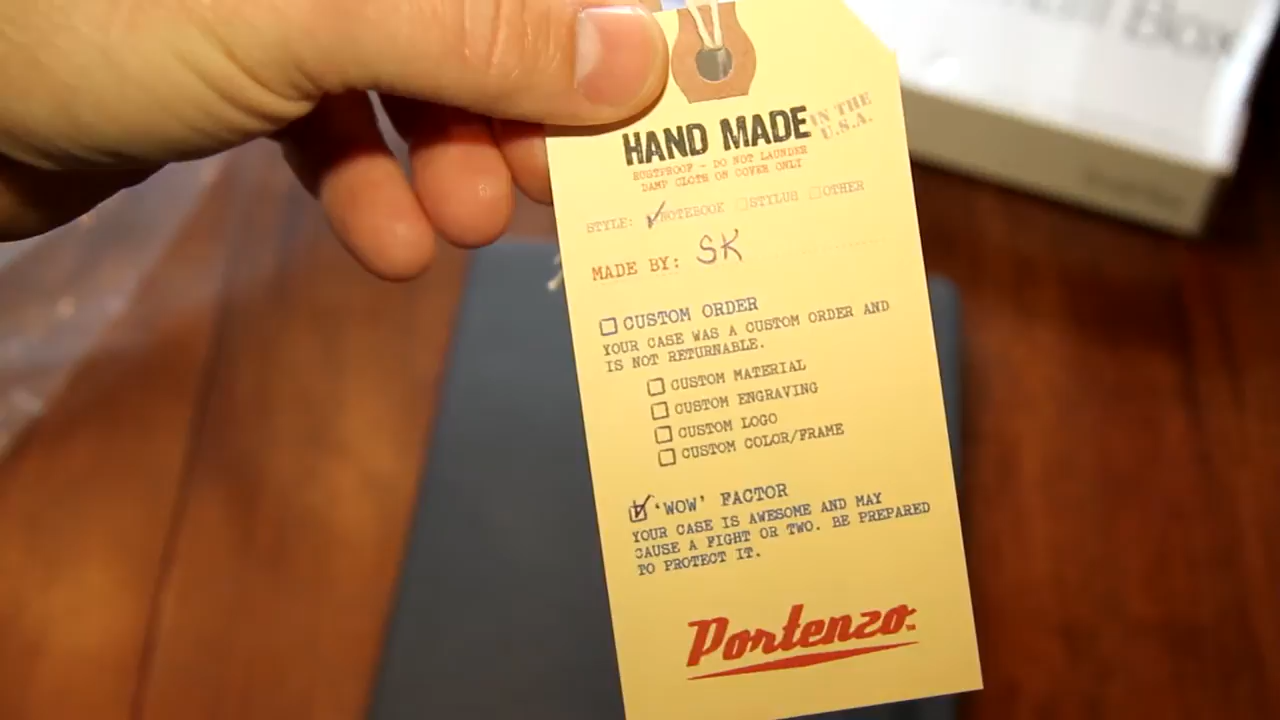 Box
HAND MADE IN THE U.S.A.
RUSTPROOF - DO NOT LAUNDER
DAMP CLOTH ON COVER ONLY
STYLE: NOTEBOOK STYLUS OTHER
MADE BY: SK
CUSTOM ORDER
YOUR CASE WAS A CUSTOM ORDER AND
IS NOT RETURNABLE.
CUSTOM MATERIAL
CUSTOM ENGRAVING
CUSTOM LOGO
CUSTOM COLOR/FRAME
'WOW' FACTOR
YOUR CASE IS AWESOME AND MAY
CAUSE A FIGHT OR TWO. BE PREPARED
TO PROTECT IT.
Portenzo™